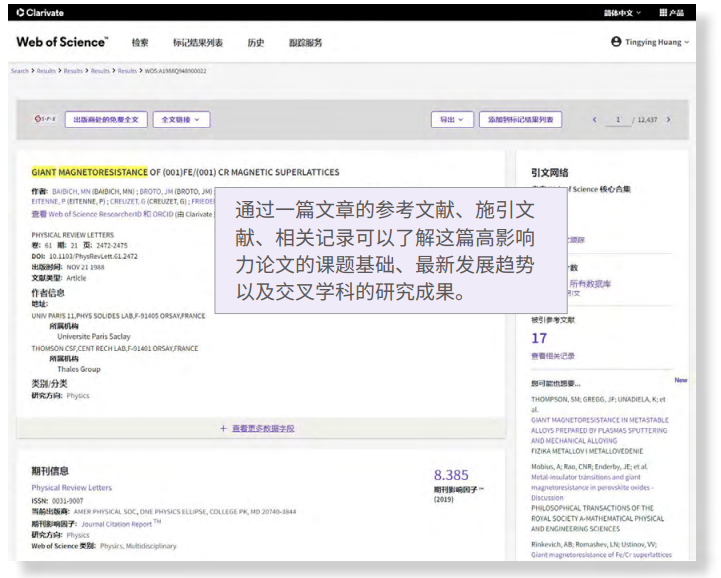 Clarivate
简体中文 产品
Web of Science™ 检索 标记结果列表 历史 跟踪服务 Tingying Huang
Search > Results > Results > Results > Results > WOS:A1988Q948900022
出版商处的免费全文 全文链接 导出 添加到标记结果列表 1 / 12,437
GIANT MAGNETORESISTANCE OF (001)FE/(001) CR MAGNETIC SUPERLATTICES
作者: BAIBICH, MN (BAIBICH, MN) ; BROTO, JM (BROTO, JM)
EITENNE, P (EITENNE, P) ; CREUZET, G (CREUZET, G) ; FRIEDE
查看 Web of Science ResearcherID 和 ORCID (由 Clarivate
通过一篇文章的参考文献、施引文
献、相关记录可以了解这篇高影响
力论文的课题基础、最新发展趋势
以及交叉学科的研究成果。
PHYSICAL REVIEW LETTERS
卷: 61 期: 21 页: 2472-2475
DOI: 10.1103/PhysRevLett.61.2472
出版时间: NOV 21 1988
文献类型: Article
作者信息
地址:
UNIV PARIS 11,PHYS SOLIDES LAB,F-91405 ORSAY,FRANCE
所属机构
Universite Paris Saclay
THOMSON CSF,CENT RECH LAB,F-91401 ORSAY,FRANCE
所属机构
Thales Group
类别/分类
研究方向: Physics
+ 查看更多数据字段
期刊信息
Physical Review Letters
ISSN: 0031-9007
当前出版商: AMER PHYSICAL SOC, ONE PHYSICS ELLIPSE, COLLEGE PK, MD 20740-3844
期刊影响因子: Journal Citation Report ™
研究方向: Physics
Web of Science 类别: Physics, Multidisciplinary
8.385
期刊影响因子 ™
(2019)
引文网络
of Science 核心合集
跟踪
数
所有数据库
引文
被引参考文献
17
查看相关记录
您可能也想要... New
THOMPSON, SM; GREGG, JF; UNADIELA, K; et
al.
GIANT MAGNETORESISTANCE IN METASTABLE
ALLOYS PREPARED BY PLASMAS SPUTTERING
AND MECHANICAL ALLOYING
FIZIKA METALLOV I METALLOVEDENIE
Mobius, A; Rao, CNR; Enderby, JE; et al.
Metal-insulator transitions and giant
magnetoresistance in perovskite oxides -
Discussion
PHILOSOPHICAL TRANSACTIONS OF THE
ROYAL SOCIETY A-MATHEMATICAL PHYSICAL
AND ENGINEERING SCIENCES
Rinkevich, AB; Romashev, LN; Ustinov, VV;
Giant magnetoresistance of Fe/Cr superlattices